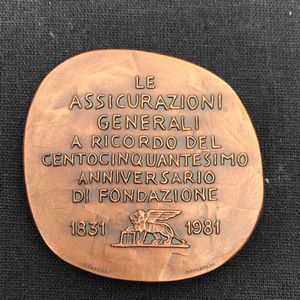 LE
ASSICURAZIONI
GENERALI
A RICORDO DEL
CENTOCINQUANTESIMO
ANNIVERSARIO
DI FONDAZIONE
1831 1981